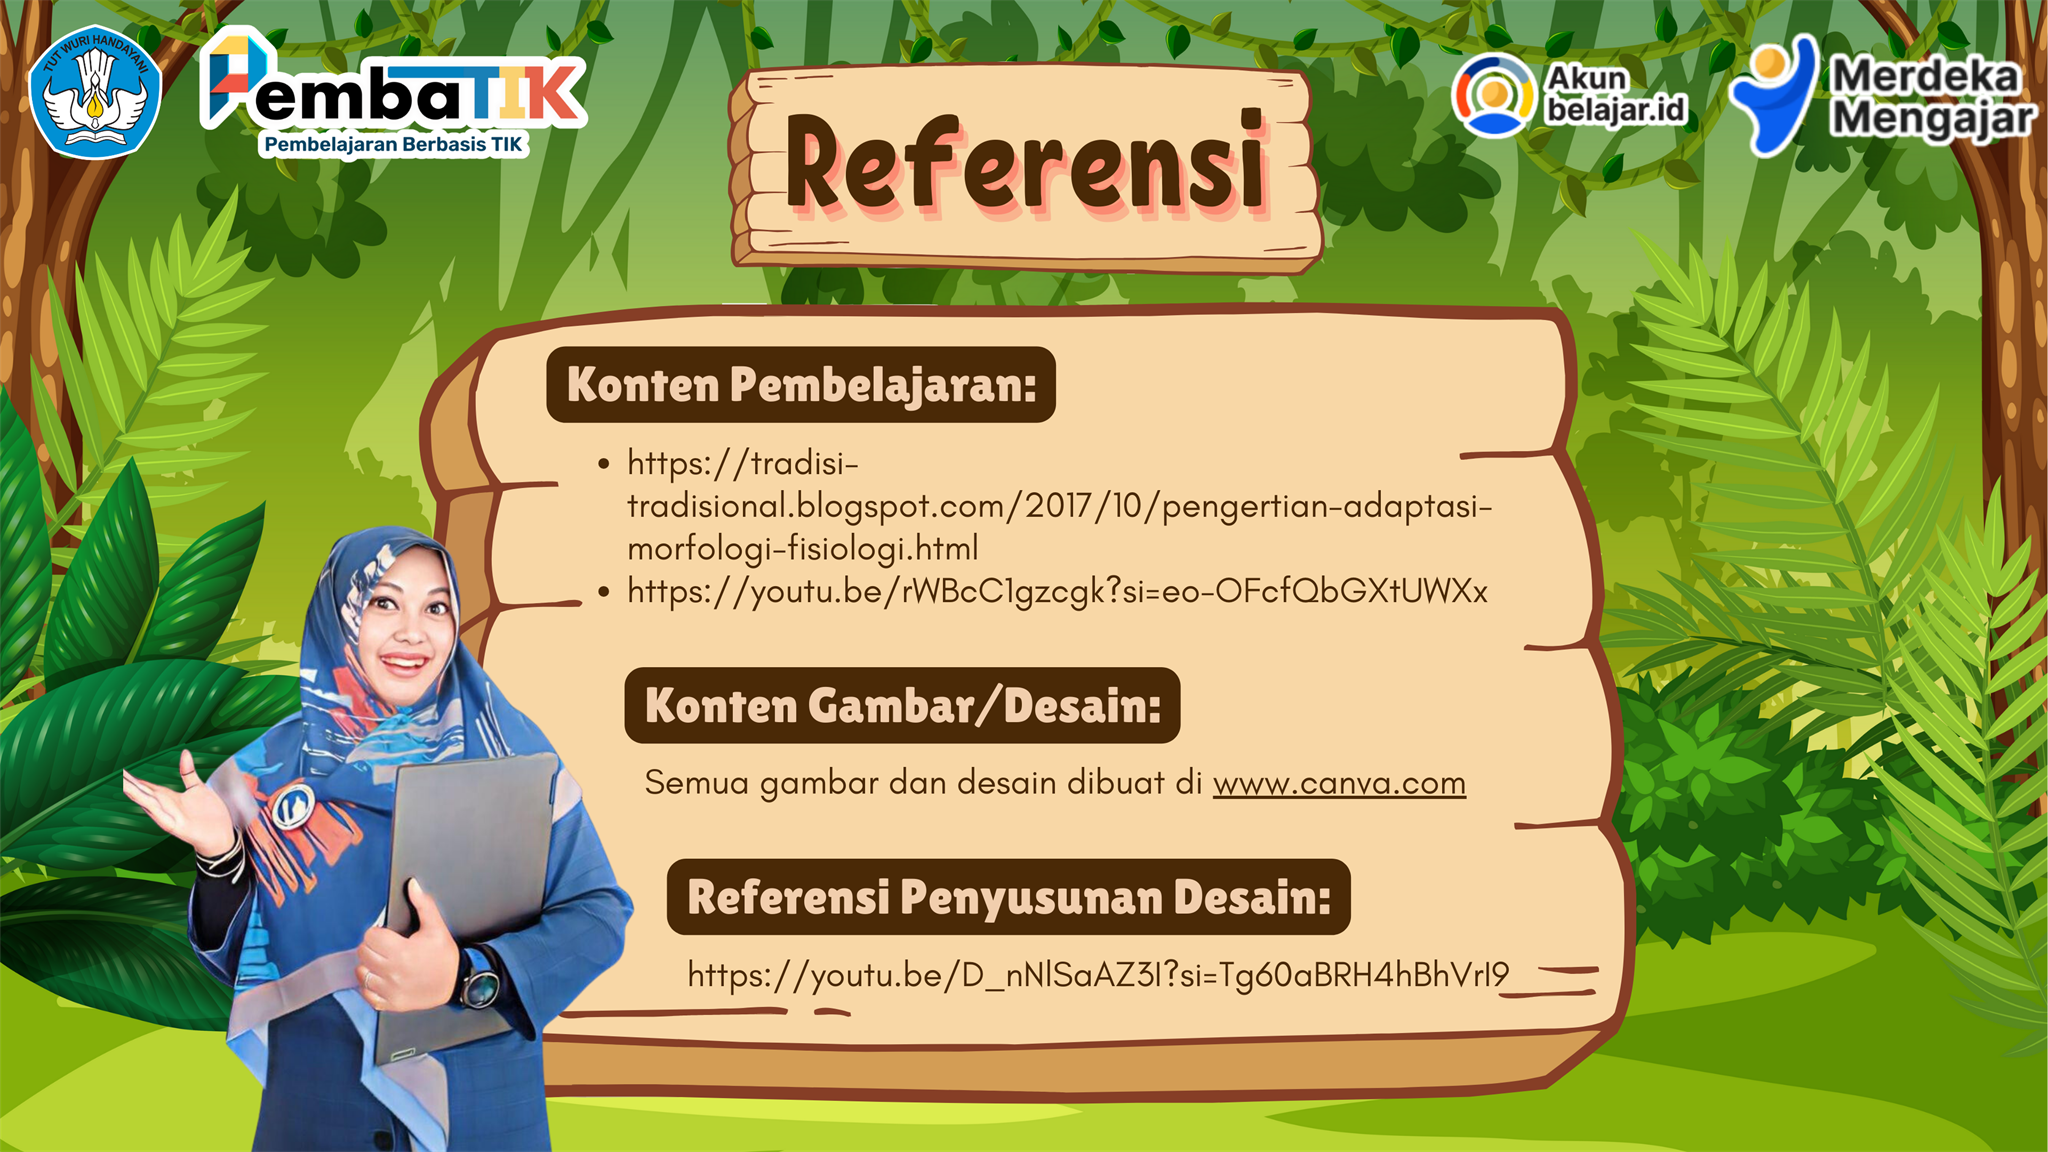 TUT WURI HANDAYANI
PembaTIK
Pembelajaran Berbasis TIK
Akun
belajar.id
Merdeka
Mengajar
Referensi
Konten Pembelajaran:
• https://tradisi-
tradisional.blogspot.com/2017/10/pengertian-adaptasi-
morfologi-fisiologi.html
• https://youtu.be/rWBcC1gzcgk?si=eo-OFcfQbGXtUWXx
Konten Gambar/Desain:
Semua gambar dan desain dibuat di www.canva.com
Referensi Penyusunan Desain:
https://youtu.be/D_nNlSaAZ3I?si=Tg60aBRH4hBhVrI9